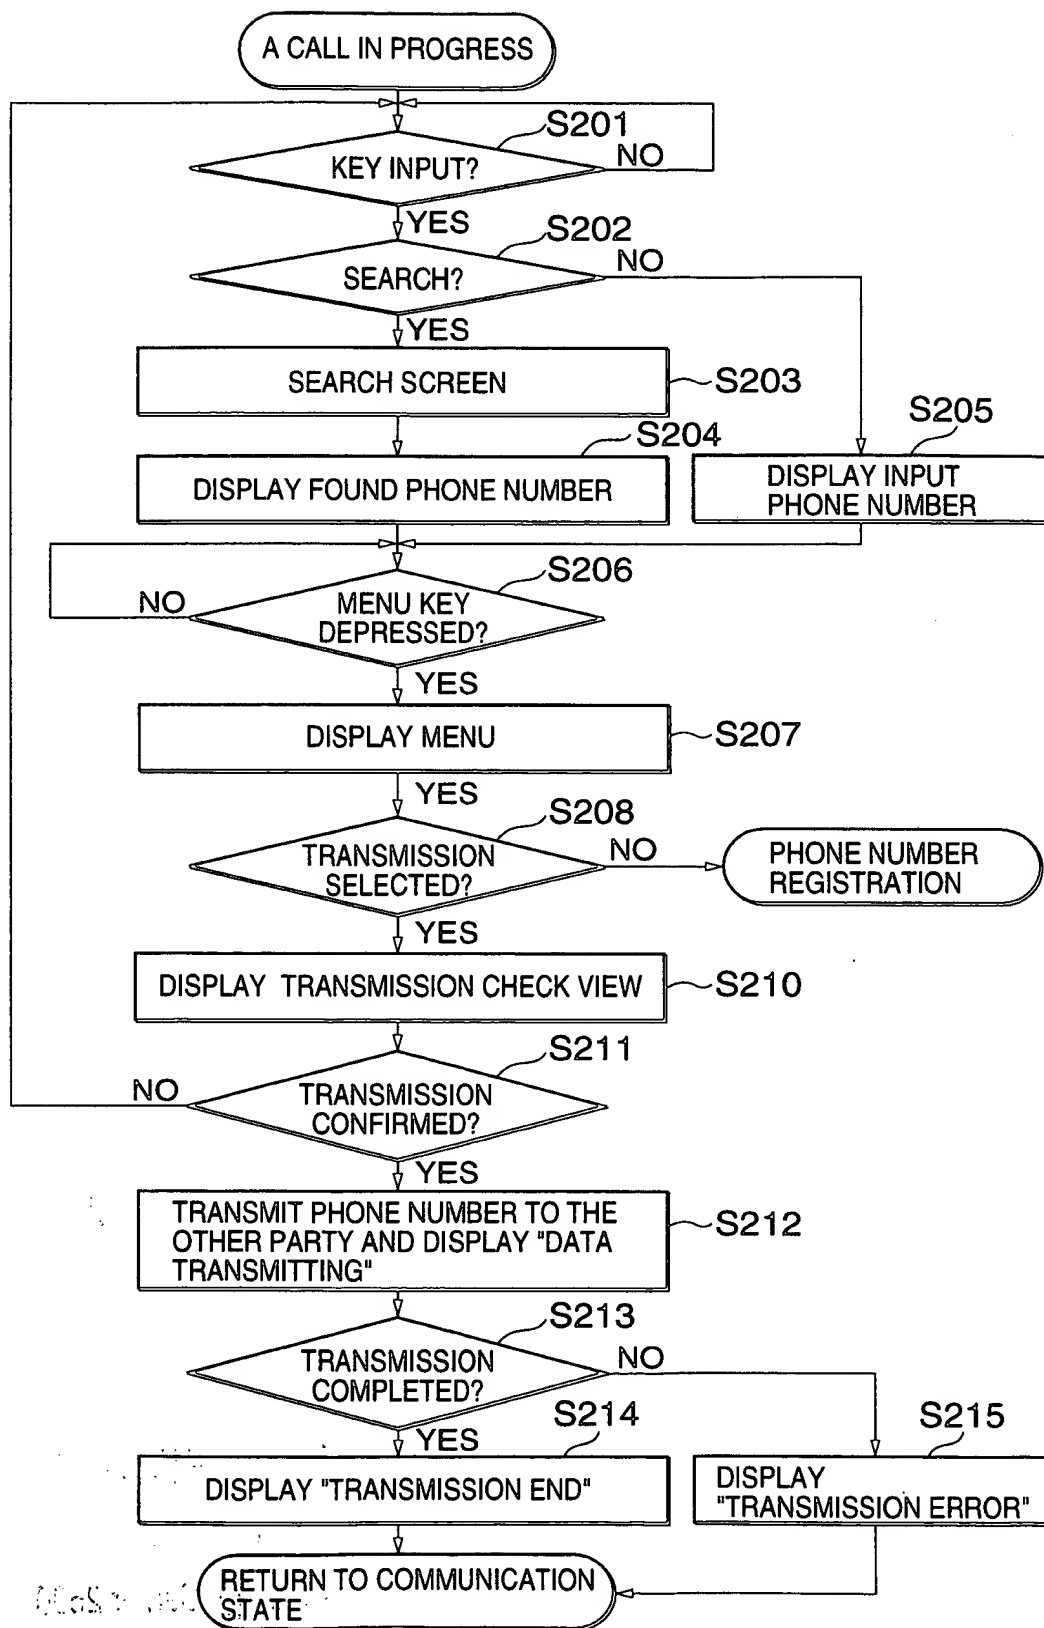 A CALL IN PROGRESS
S201
KEY INPUT?
NO
YES
S202
SEARCH?
NO
YES
SEARCH SCREEN
S203
S204
DISPLAY FOUND PHONE NUMBER
S205
DISPLAY INPUT
PHONE NUMBER
S206
NO
MENU KEY
DEPRESSED?
YES
DISPLAY MENU
S207
YES
S208
TRANSMISSION
SELECTED?
NO
PHONE NUMBER
REGISTRATION
YES
DISPLAY TRANSMISSION CHECK VIEW
S210
S211
NO
TRANSMISSION
CONFIRMED?
YES
TRANSMIT PHONE NUMBER TO THE
OTHER PARTY AND DISPLAY "DATA
TRANSMITTING"
S212
S213
TRANSMISSION
COMPLETED?
NO
YES
S214
DISPLAY "TRANSMISSION END"
S215
DISPLAY
"TRANSMISSION ERROR"
RETURN TO COMMUNICATION
STATE